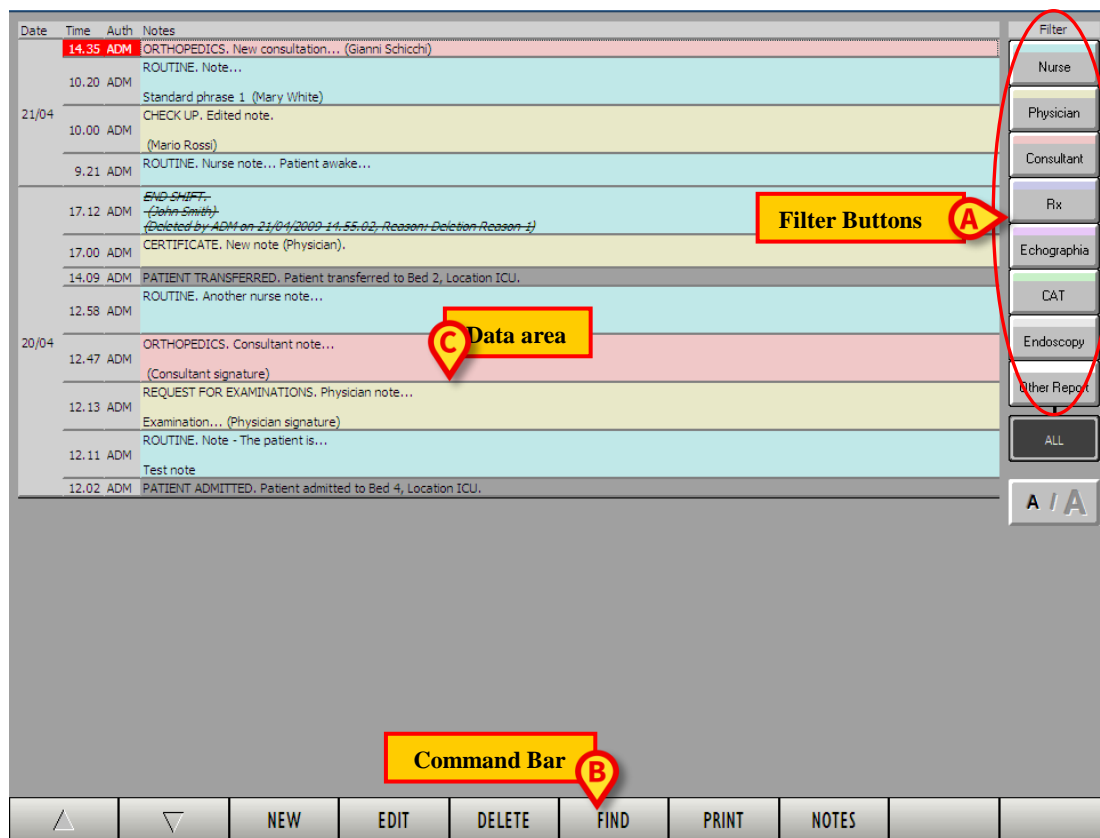 Date Time Auth Notes
14.35 ADM ORTHOPEDICS. New consultation... (Gianni Schicchi)
10.20 ADM ROUTINE. Note...
Standard phrase 1 (Mary White)
21/04
10.00 ADM CHECK UP. Edited note.
(Mario Rossi)
9.21 ADM ROUTINE. Nurse note... Patient awake...
17.12 ADM END SHIFT.
(John Smith)
(Deleted by ADM on 21/04/2009 14.55.02, Reason: Deletion Reason 1)
17.00 ADM CERTIFICATE. New note (Physician).
14.09 ADM PATIENT TRANSFERRED. Patient transferred to Bed 2, Location ICU.
12.58 ADM ROUTINE. Another nurse note...
20/04
12.47 ADM ORTHOPEDICS. Consultant note...
(Consultant signature)
12.13 ADM REQUEST FOR EXAMINATIONS. Physician note...
Examination... (Physician signature)
12.11 ADM ROUTINE. Note - The patient is...
Test note
12.02 ADM PATIENT ADMITTED. Patient admitted to Bed 4, Location ICU.
Filter
Nurse
Physician
Consultant
Rx
Echographia
CAT
Endoscopy
Other Report
ALL
A / A
Filter Buttons A
C Data area
Command Bar B
NEW EDIT DELETE FIND PRINT NOTES